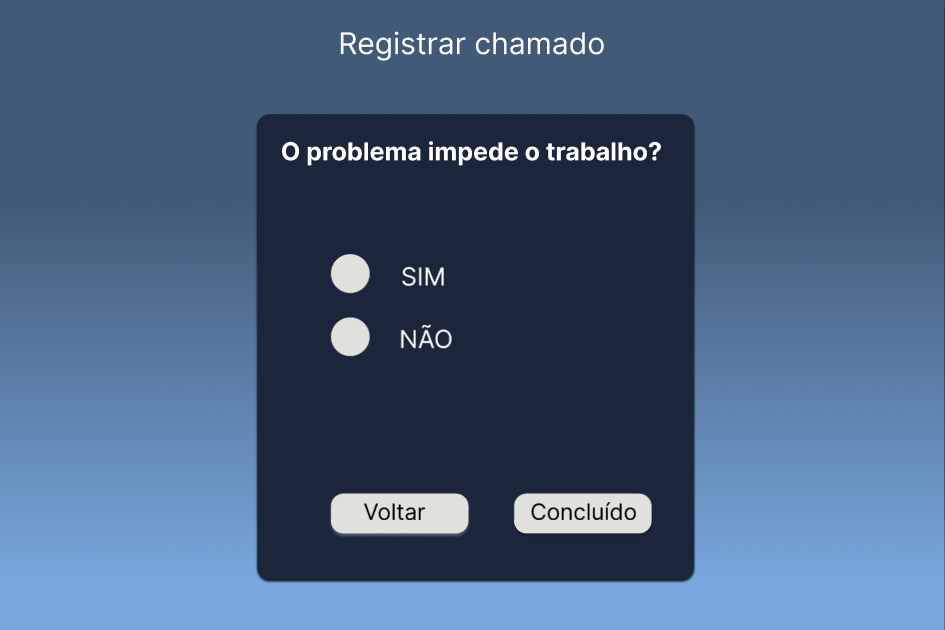 Registrar chamado
O problema impede o trabalho?
SIM
NÃO
Voltar
Concluído